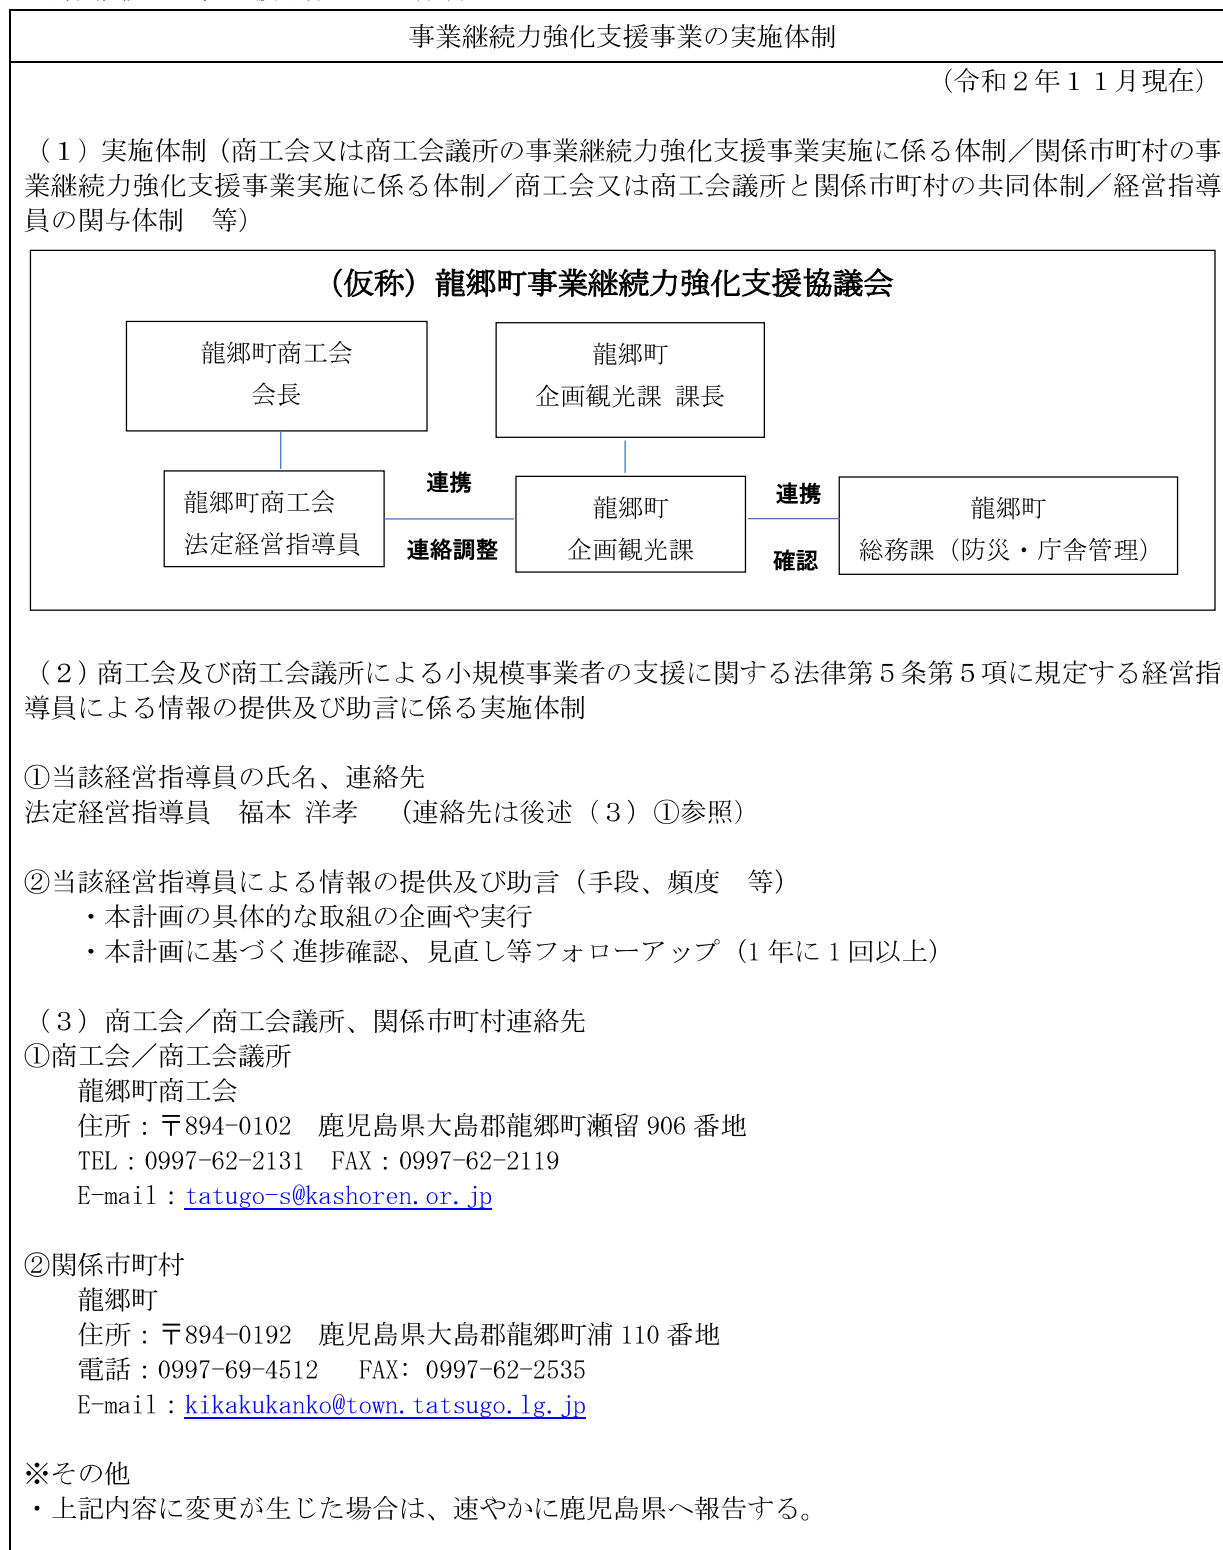 事業継続力強化支援事業の実施体制
（令和２年１１月現在）
（１）実施体制（商工会又は商工会議所の事業継続力強化支援事業実施に係る体制／関係市町村の事
業継続力強化支援事業実施に係る体制／商工会又は商工会議所と関係市町村の共同体制／経営指導
員の関与体制　等）
（仮称）龍郷町事業継続力強化支援協議会
龍郷町商工会
会長
龍郷町
企画観光課 課長
龍郷町商工会
法定経営指導員
連携
連絡調整
龍郷町
企画観光課
連携
確認
龍郷町
総務課（防災・庁舎管理）
（２）商工会及び商工会議所による小規模事業者の支援に関する法律第５条第５項に規定する経営指
導員による情報の提供及び助言に係る実施体制
①当該経営指導員の氏名、連絡先
法定経営指導員　福本 洋孝　（連絡先は後述（３）①参照）
②当該経営指導員による情報の提供及び助言（手段、頻度　等）
・本計画の具体的な取組の企画や実行
・本計画に基づく進捗確認、見直し等フォローアップ（1 年に 1 回以上）
（３）商工会／商工会議所、関係市町村連絡先
①商工会／商工会議所
龍郷町商工会
住所：〒894-0102　鹿児島県大島郡龍郷町瀬留 906 番地
TEL：0997-62-2131　FAX：0997-62-2119
E-mail：tatugo-s@kashoren.or.jp
②関係市町村
龍郷町
住所：〒894-0192　鹿児島県大島郡龍郷町浦 110 番地
電話：0997-69-4512　FAX: 0997-62-2535
E-mail：kikakukanko@town.tatsugo.lg.jp
※その他
・上記内容に変更が生じた場合は、速やかに鹿児島県へ報告する。